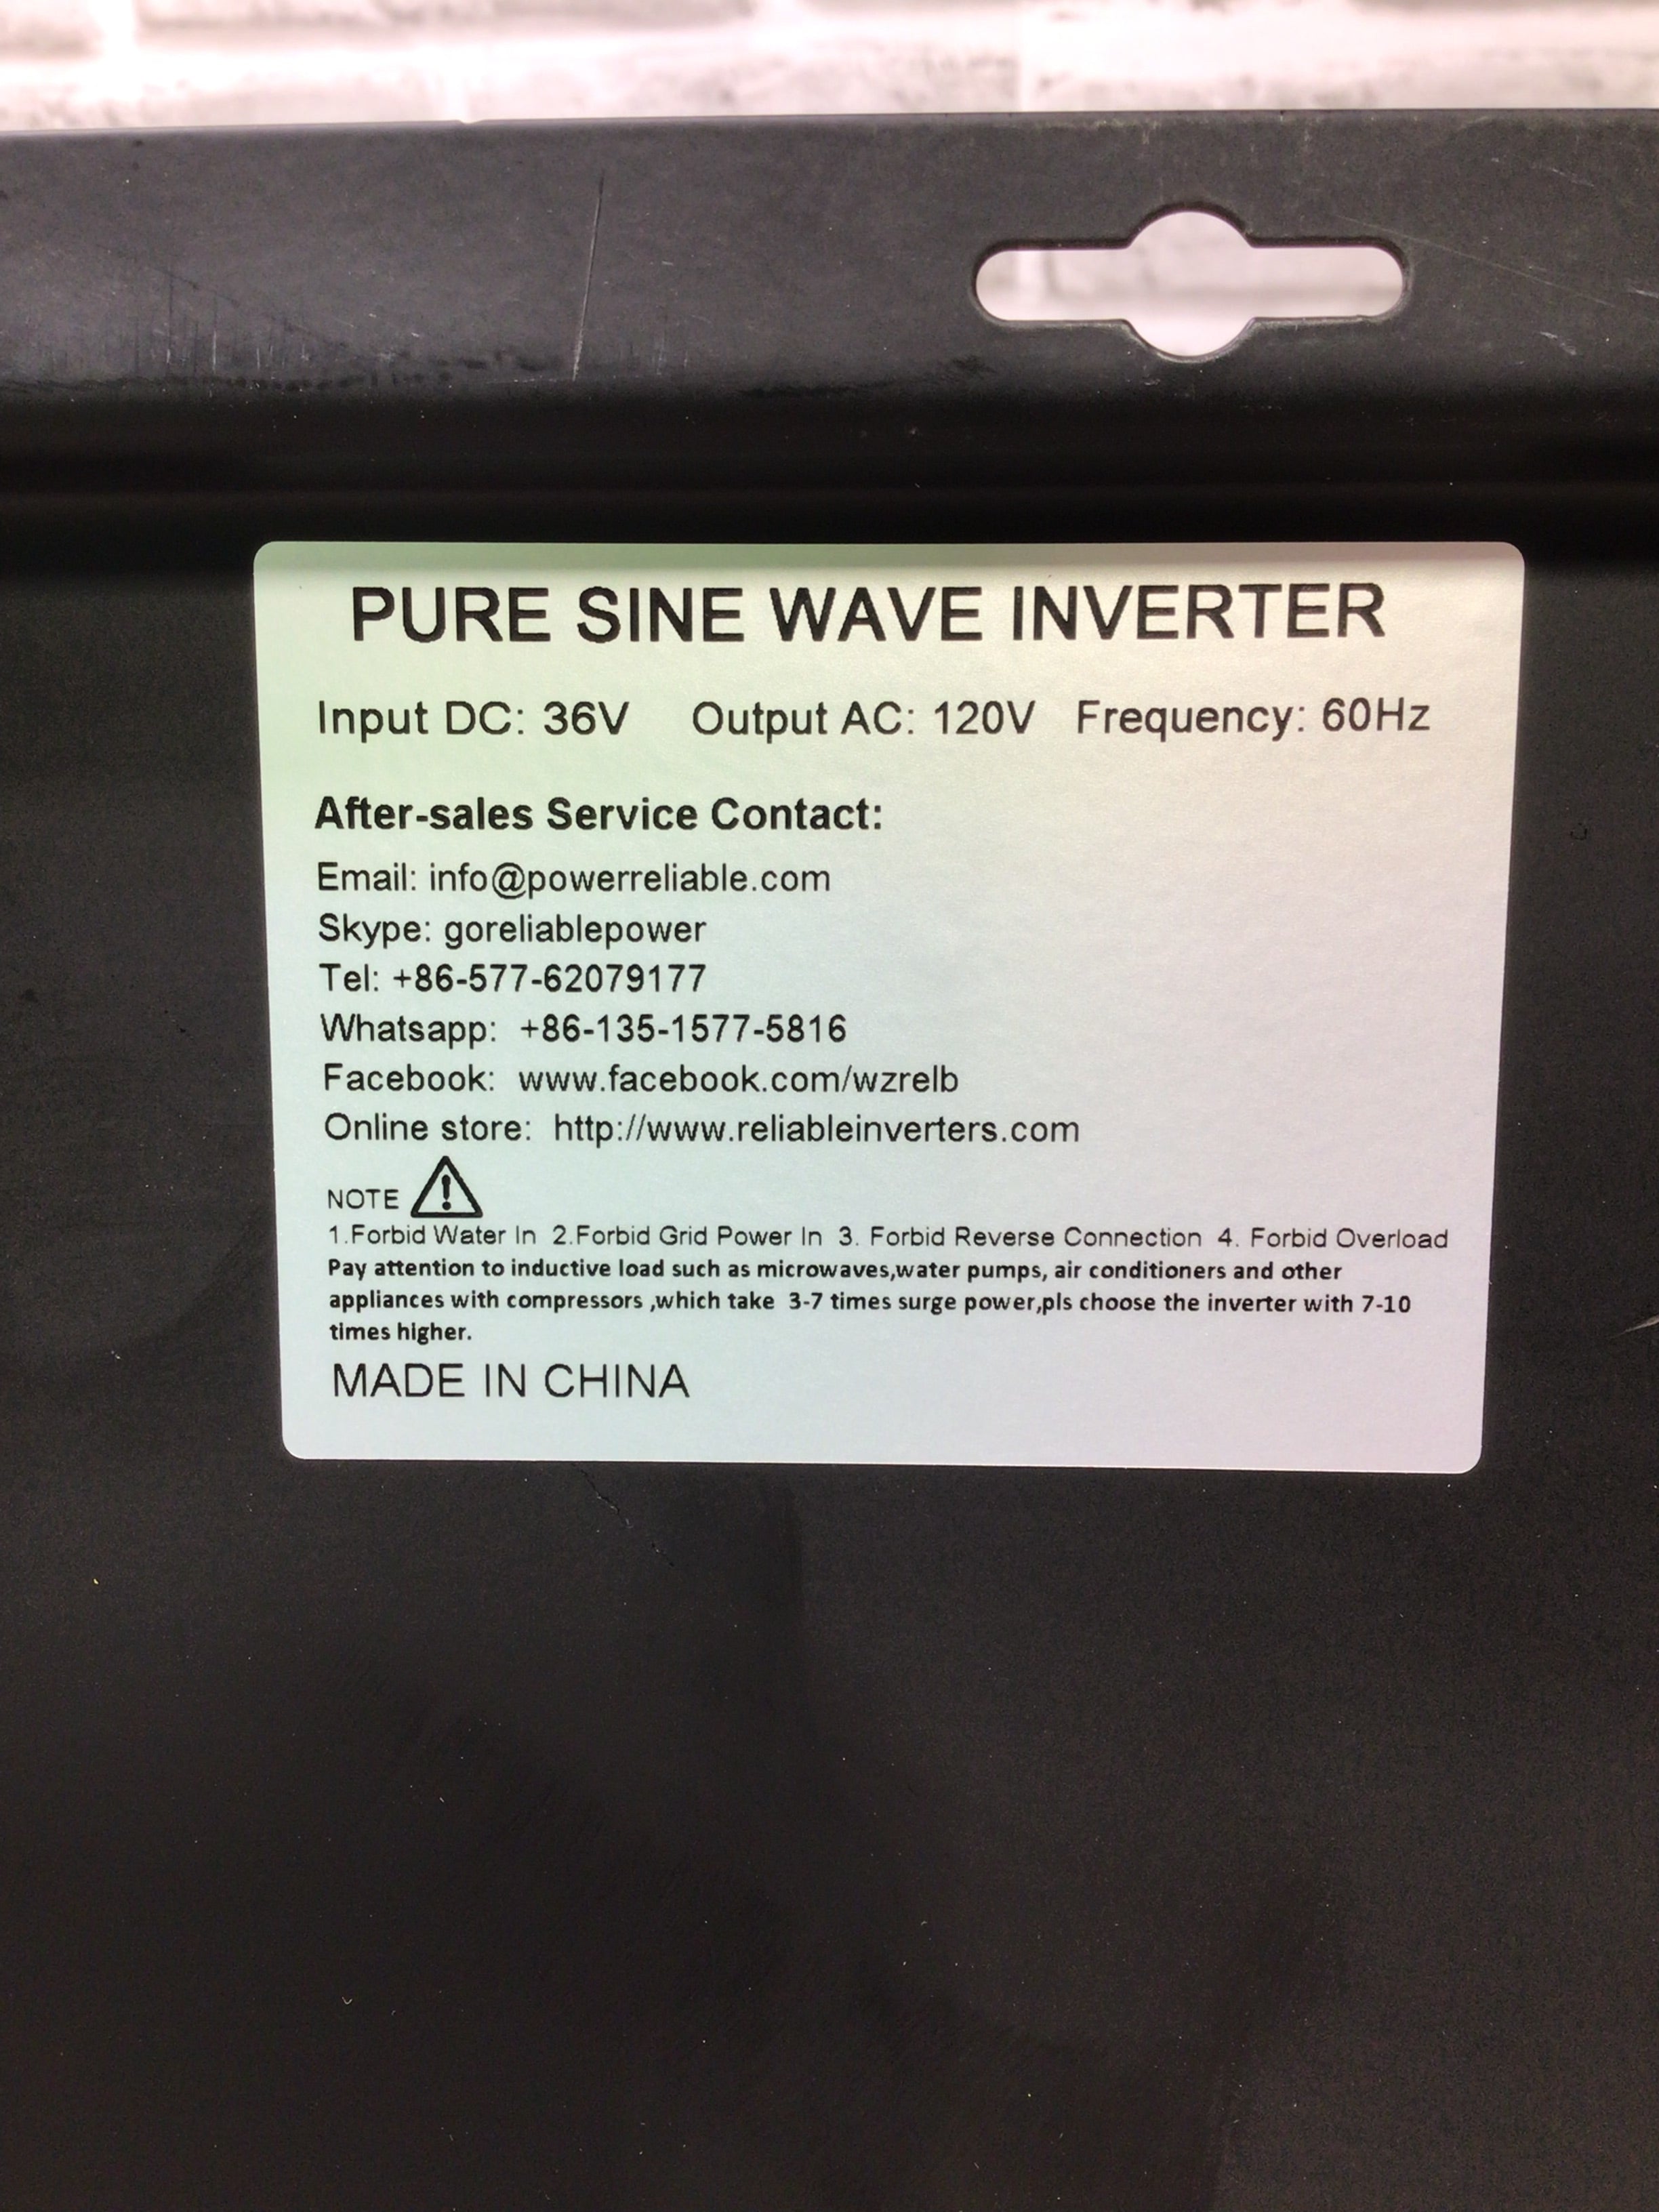 PURE SINE WAVE INVERTER
Input DC: 36V Output AC: 120V Frequency: 60Hz
After-sales Service Contact:
Email: info@powerreliable.com
Skype: goreliablepower
Tel: +86-577-62079177
Whatsapp: +86-135-1577-5816
Facebook: www.facebook.com/wzrelb
Online store: http://www.reliableinverters.com
NOTE
1.Forbid Water In 2.Forbid Grid Power In 3. Forbid Reverse Connection 4. Forbid Overload
Pay attention to inductive load such as microwaves,water pumps, air conditioners and other
appliances with compressors ,which take 3-7 times surge power,pls choose the inverter with 7-10
times higher.
MADE IN CHINA